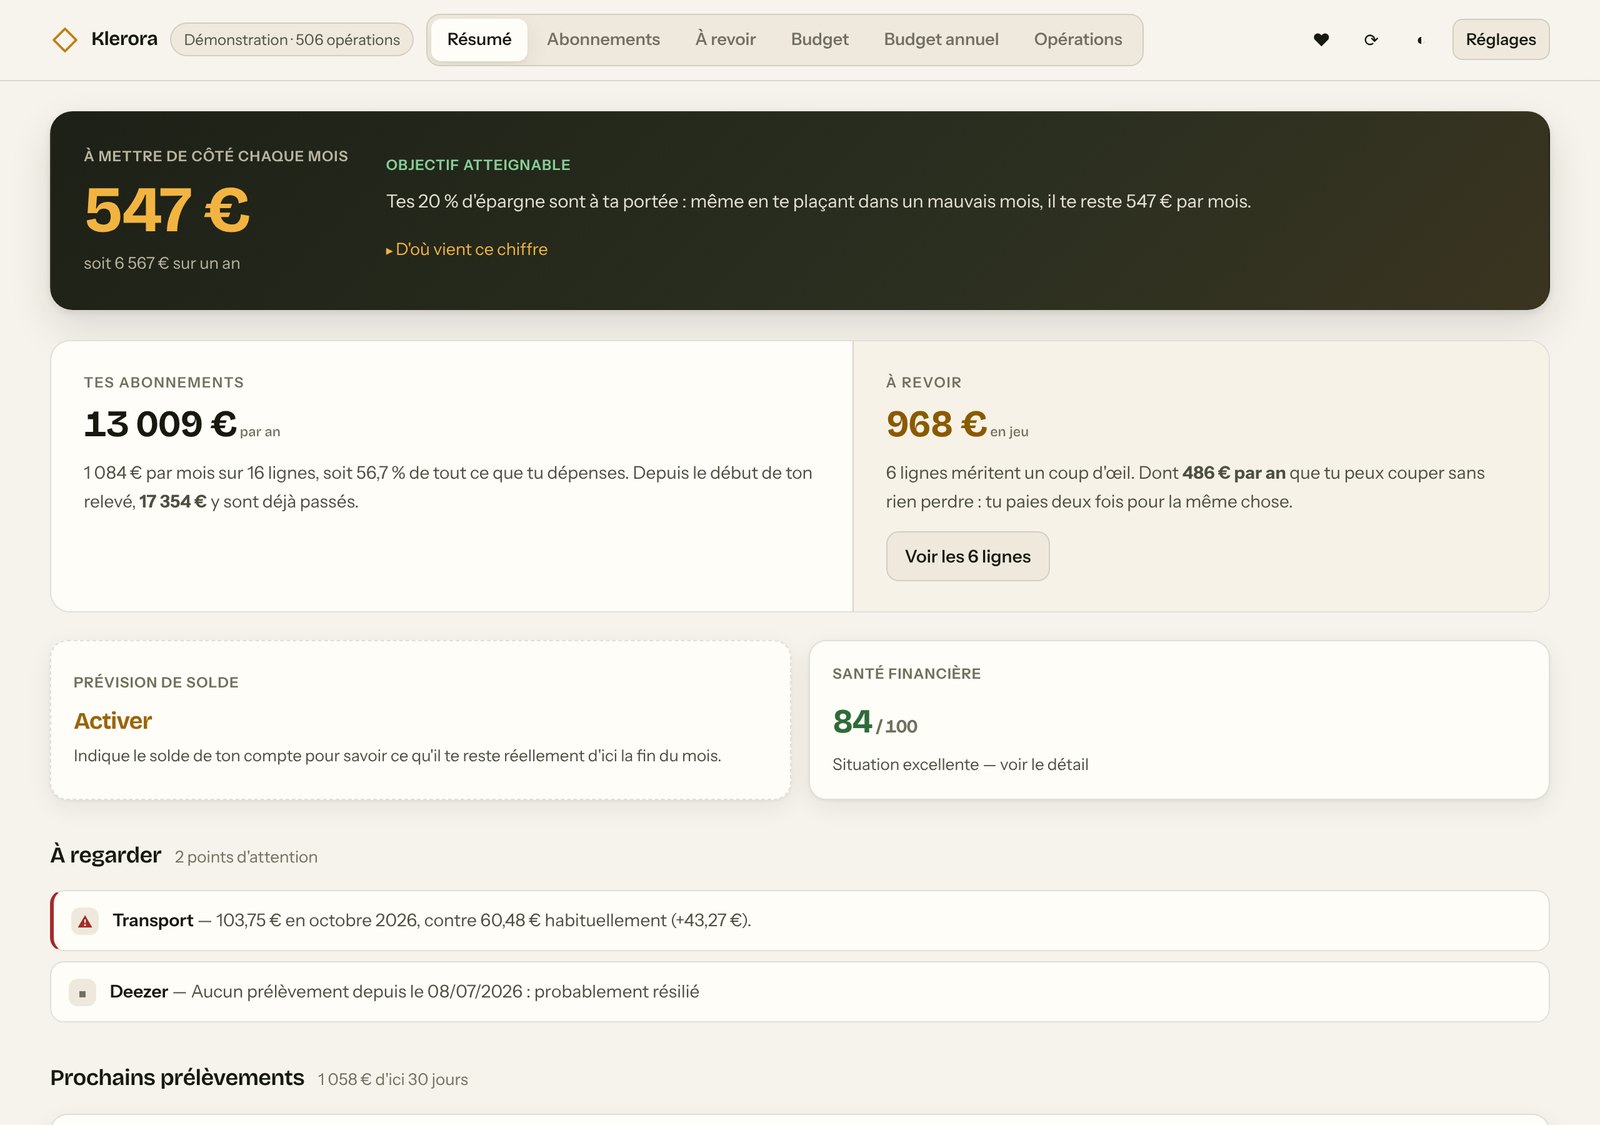 Klerora
Démonstration · 506 opérations
Résumé
Abonnements
À revoir
Budget
Budget annuel
Opérations
Réglages
À METTRE DE CÔTÉ CHAQUE MOIS
547 €
soit 6 567 € sur un an
OBJECTIF ATTEIGNABLE
Tes 20 % d'épargne sont à ta portée : même en te plaçant dans un mauvais mois, il te reste 547 € par mois.
▸ D'où vient ce chiffre
TES ABONNEMENTS
13 009 € par an
1 084 € par mois sur 16 lignes, soit 56,7 % de tout ce que tu dépenses. Depuis le début de ton
relevé, 17 354 € y sont déjà passés.
À REVOIR
968 € en jeu
6 lignes méritent un coup d'œil. Dont 486 € par an que tu peux couper sans
rien perdre : tu paies deux fois pour la même chose.
Voir les 6 lignes
PRÉVISION DE SOLDE
Activer
Indique le solde de ton compte pour savoir ce qu'il te reste réellement d'ici la fin du mois.
SANTÉ FINANCIÈRE
84 / 100
Situation excellente — voir le détail
À regarder 2 points d'attention
Transport — 103,75 € en octobre 2026, contre 60,48 € habituellement (+43,27 €).
Deezer — Aucun prélèvement depuis le 08/07/2026 : probablement résilié
Prochains prélèvements 1 058 € d'ici 30 jours